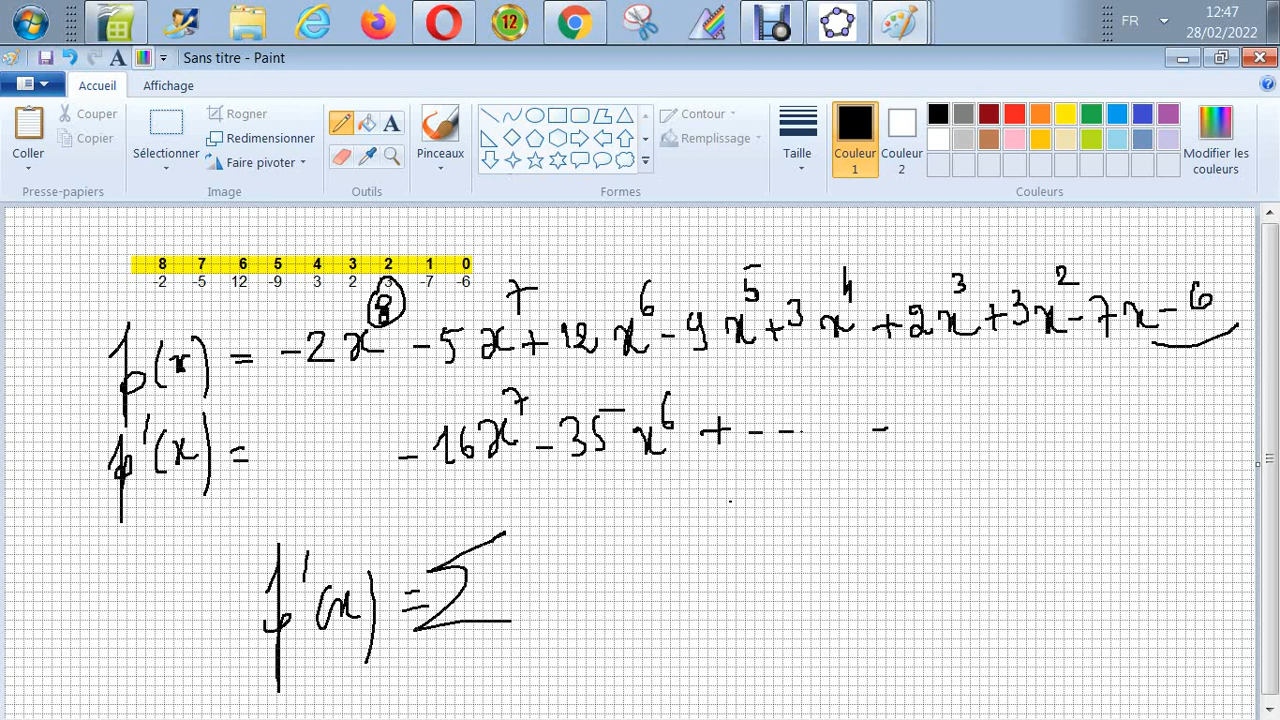 12
FR
12:47
28/02/2022
Sans titre - Paint
Accueil
Affichage
Coller
Couper
Copier
Presse-papiers
Sélectionner
Rogner
Redimensionner
Faire pivoter
Image
A
Outils
Pinceaux
Contour
Remplissage
Formes
Taille
Couleur 1
Couleur 2
Modifier les couleurs
Couleurs
8 7 6 5 4 3 2 1 0
-2 -5 12 -9 3 2 3 -7 -6
p(x) = -2x⁸ - 5x⁷ + 12x⁶ - 9x⁵ + 3x⁴ + 2x³ + 3x² - 7x - 6
p'(x) = -16x⁷ - 35x⁶ + -- -
p'(x) = Σ